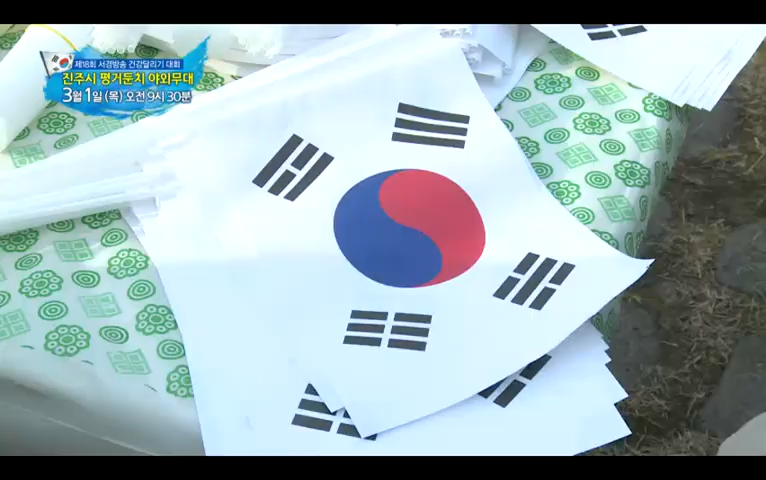 제18회 서경방송 건강달리기 대회
진주시 평거둔치 야외무대
3월 1일 (목) 오전 9시 30분